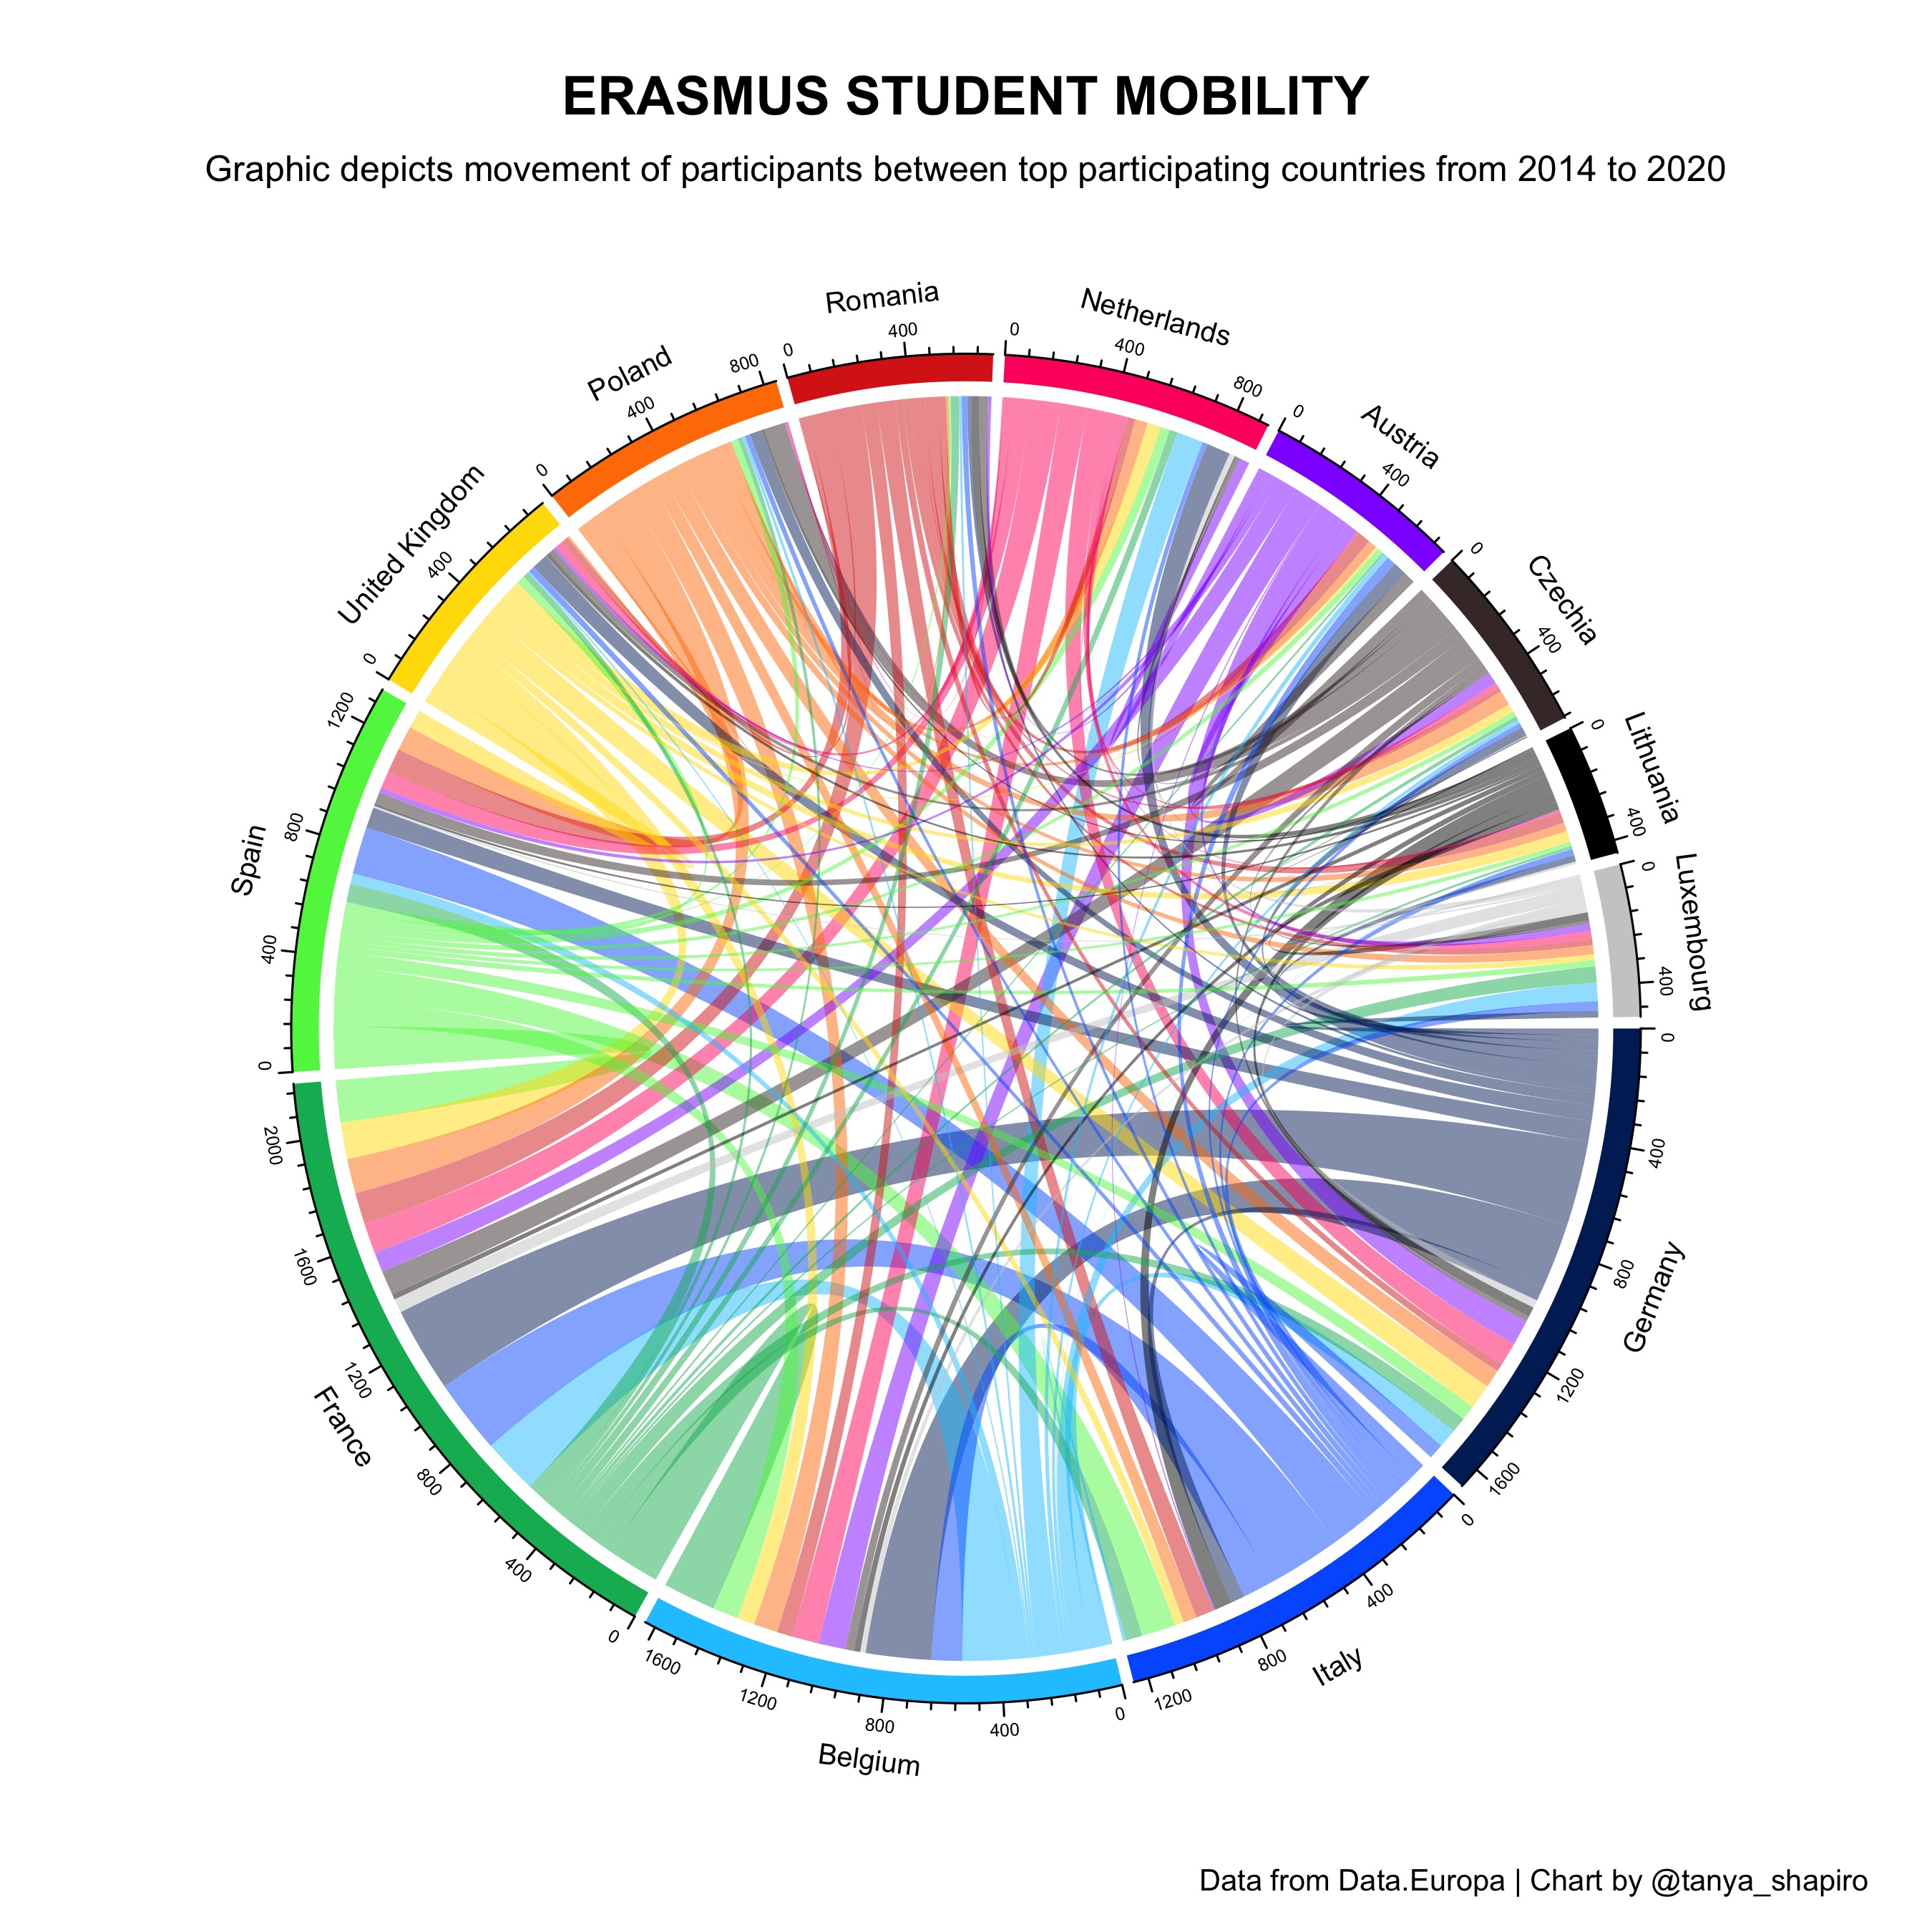 ERASMUS STUDENT MOBILITY
Graphic depicts movement of participants between top participating countries from 2014 to 2020
Romania
0
400
Netherlands
0
400
800
Austria
0
400
Czechia
0
400
Lithuania
0
400
Luxembourg
0
400
Germany
0
400
800
1200
1600
Italy
0
400
800
1200
Belgium
0
400
800
1200
1600
France
0
400
800
1200
1600
2000
Spain
0
400
800
1200
United Kingdom
0
400
Poland
0
400
800
Data from Data.Europa | Chart by @tanya_shapiro